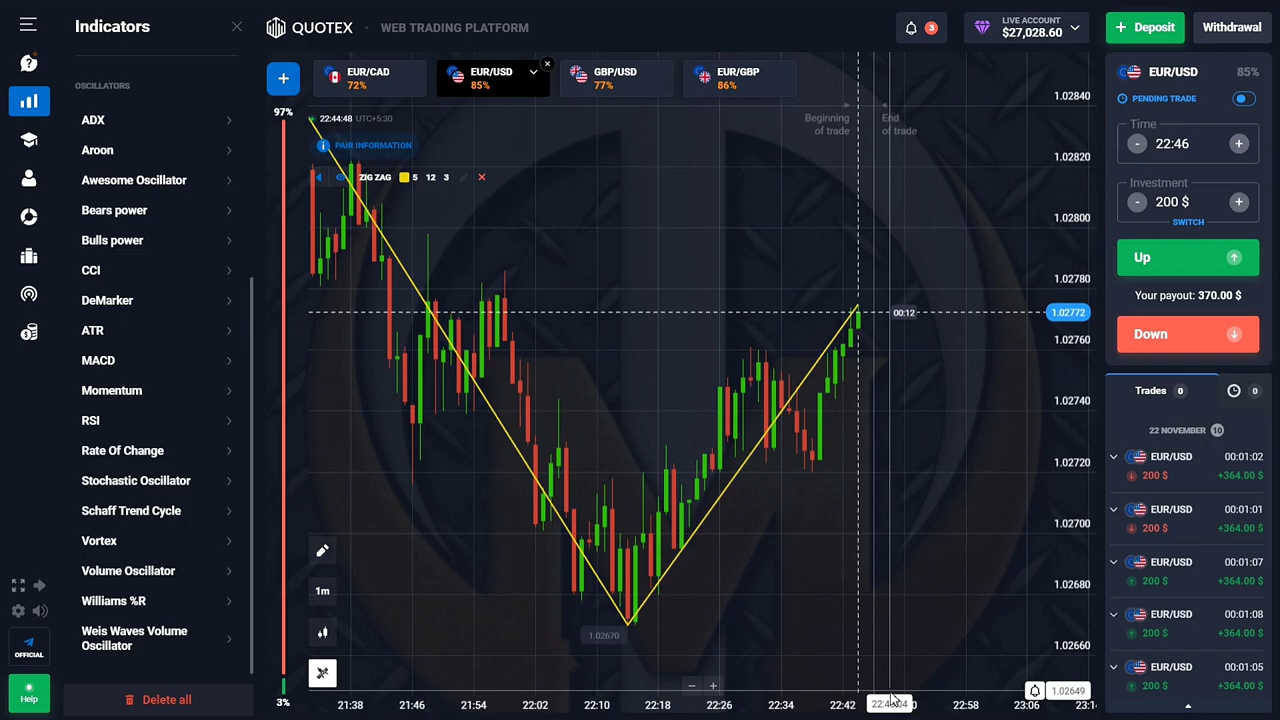 Indicators
QUOTEX
WEB TRADING PLATFORM
3
LIVE ACCOUNT
$27,028.60
Deposit
Withdrawal
OSCILLATORS
ADX
Aroon
Awesome Oscillator
Bears power
Bulls power
CCI
DeMarker
ATR
MACD
Momentum
RSI
Rate Of Change
Stochastic Oscillator
Schaff Trend Cycle
Vortex
Volume Oscillator
Williams %R
Weis Waves Volume
Oscillator
Delete all
OFFICIAL
Help
EUR/CAD
72%
EUR/USD
85%
GBP/USD
77%
EUR/GBP
86%
97%
22:44:48 UTC+5:30
PAIR INFORMATION
ZIG ZAG 5 12 3
Beginning
of trade
End
of trade
00:12
1.02670
1m
3%
1.02840
1.02820
1.02800
1.02780
1.02772
1.02760
1.02740
1.02720
1.02700
1.02680
1.02660
1.02649
21:38
21:46
21:54
22:02
22:10
22:18
22:26
22:34
22:42
22:58
23:06
EUR/USD
85%
PENDING TRADE
Time
- 22:46 +
Investment
- 200 $ +
SWITCH
Up
Your payout: 370.00 $
Down
Trades 0
0
22 NOVEMBER 10
EUR/USD 00:01:02
200 $ +364.00 $
EUR/USD 00:01:01
200 $ +364.00 $
EUR/USD 00:01:07
200 $ +364.00 $
EUR/USD 00:01:08
200 $ +364.00 $
EUR/USD 00:01:05
200 $ +364.00 $